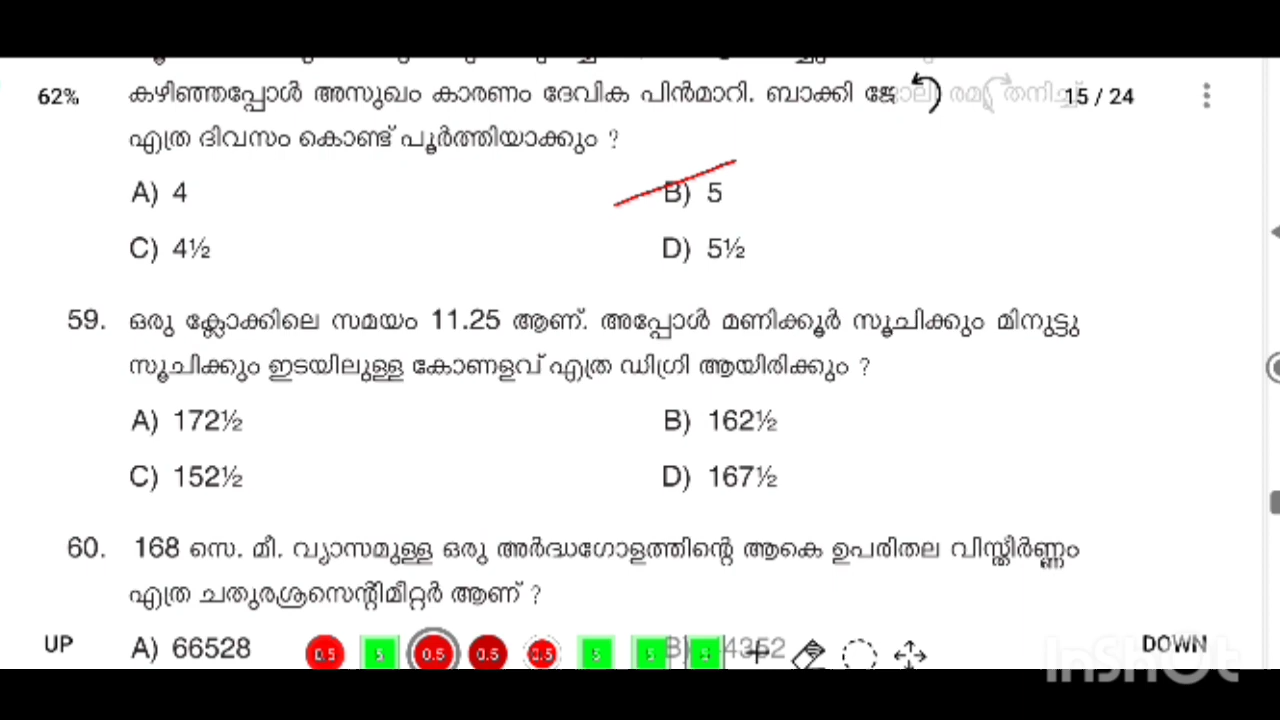 62%
കഴിഞ്ഞപ്പോൾ അസുഖം കാരണം ദേവിക പിൻമാറി. ബാക്കി ജോലി രമ്യ തനിച്ച്
15 / 24
എത്ര ദിവസം കൊണ്ട് പൂർത്തിയാക്കും ?
A) 4
B) 5
C) 4½
D) 5½
59. ഒരു ക്ലോക്കിലെ സമയം 11.25 ആണ്. അപ്പോൾ മണിക്കൂർ സൂചിക്കും മിനുട്ടു
സൂചിക്കും ഇടയിലുള്ള കോണളവ് എത്ര ഡിഗ്രി ആയിരിക്കും ?
A) 172½
B) 162½
C) 152½
D) 167½
60. 168 സെ. മീ. വ്യാസമുള്ള ഒരു അർദ്ധഗോളത്തിന്റെ ആകെ ഉപരിതല വിസ്തീർണ്ണം
എത്ര ചതുരശ്രസെന്റിമീറ്റർ ആണ് ?
UP
A) 66528
0.5 5 0.5 0.5 0.5 5 5
B)
4352
DOWN
InShOt